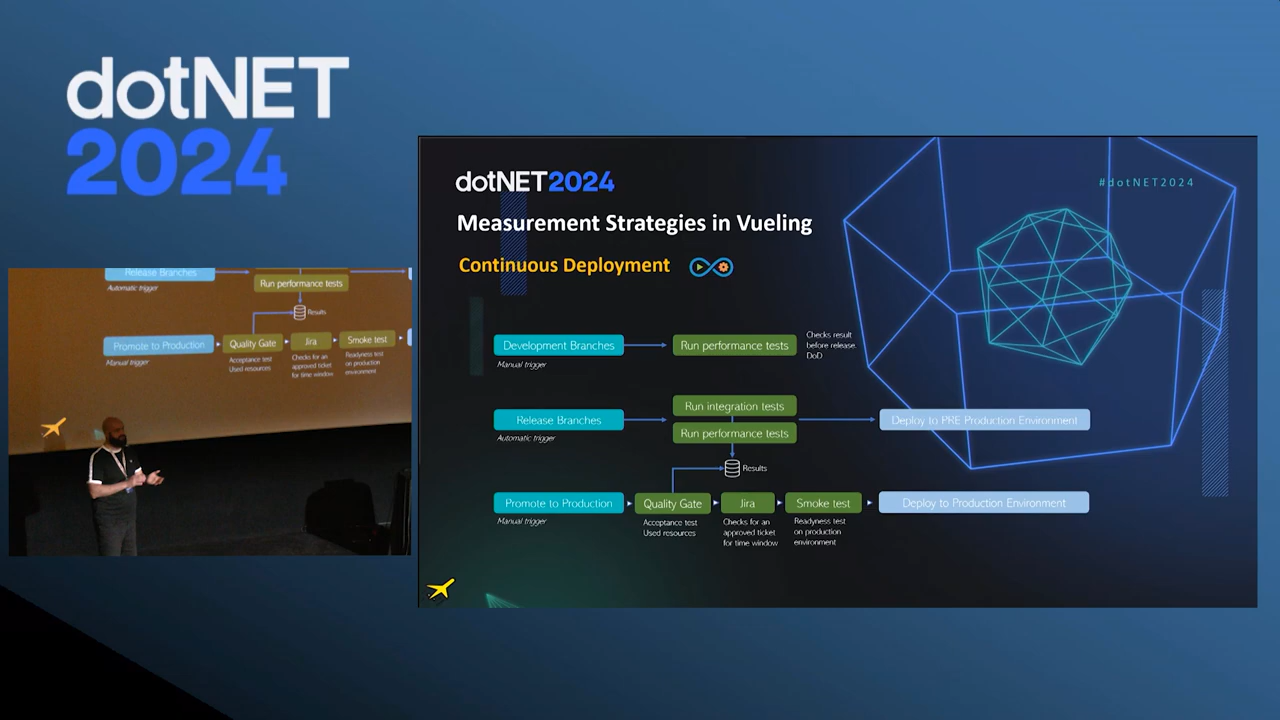 dotNET
2024
Release Branches
Automatic trigger
Run performance tests
Results
Promote to Production
Manual trigger
Quality Gate
Acceptance test
Used resources
Jira
Checks for an
approved ticket
for time window
Smoke test
Readyness test
on production
environment
dotNET2024
#dotNET2024
Measurement Strategies in Vueling
Continuous Deployment
Development Branches
Manual trigger
Run performance tests
Checks result
before release.
DoD
Release Branches
Automatic trigger
Run integration tests
Run performance tests
Deploy to PRE Production Environment
Results
Promote to Production
Manual trigger
Quality Gate
Acceptance test
Used resources
Jira
Checks for an
approved ticket
for time window
Smoke test
Readyness test
on production
environment
Deploy to Production Environment